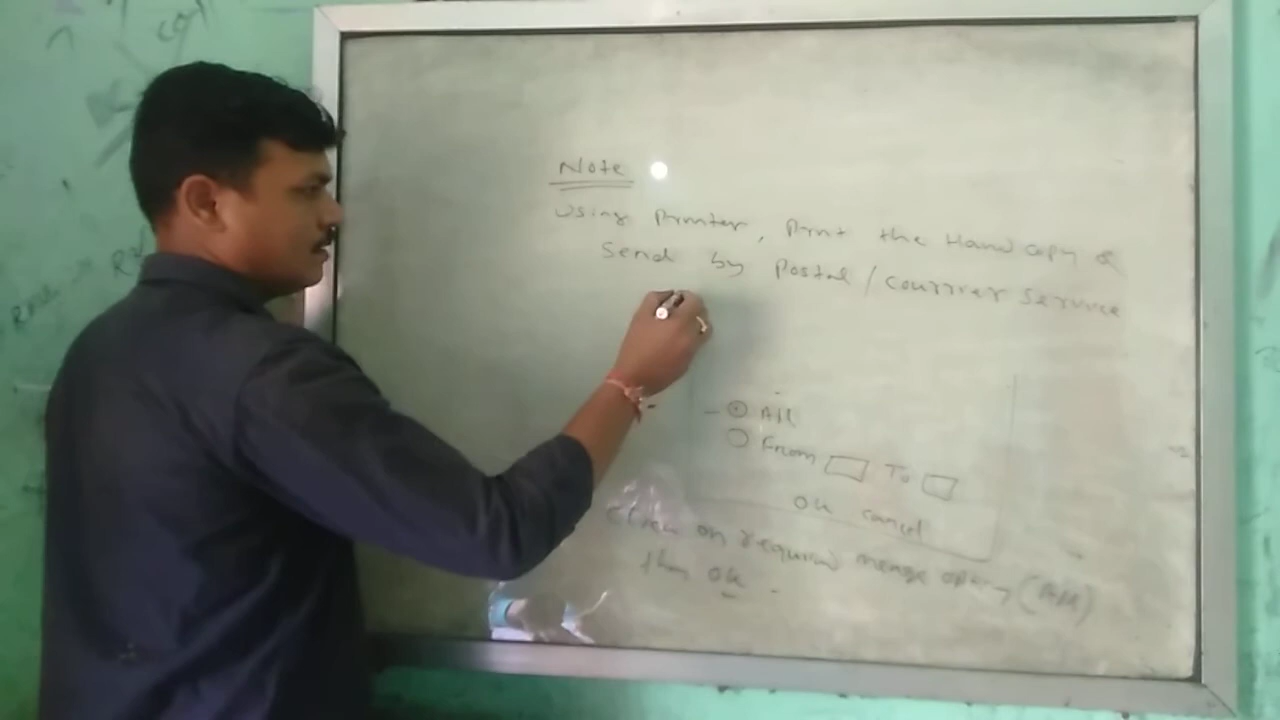 Note
Using Printer, Print the Hard copy &
Send by Postal / Courrier Service
All
From To
OK cancel
click on required merge option (All)
then OK.